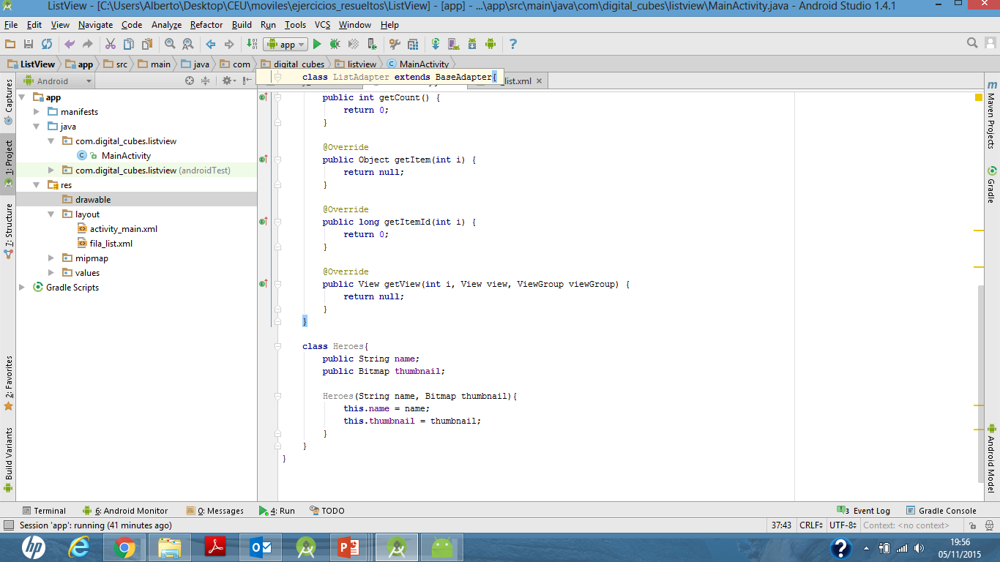 ListView - [C:\Users\Alberto\Desktop\CEU\moviles\ejercicios_resueltos\ListView] - [app] - ...\app\src\main\java\com\digital_cubes\listview\MainActivity.java - Android Studio 1.4.1
File Edit View Navigate Code Analyze Refactor Build Run Tools VCS Window Help
app
ListView app src main java com digital_cubes listview MainActivity
Android
class ListAdapter extends BaseAdapter{
list.xml
app
manifests
java
com.digital_cubes.listview
MainActivity
com.digital_cubes.listview (androidTest)
res
drawable
layout
activity_main.xml
fila_list.xml
mipmap
values
Gradle Scripts
Captures
1: Project
7: Structure
2: Favorites
Build Variants
public int getCount() {
return 0;
}
@Override
public Object getItem(int i) {
return null;
}
@Override
public long getItemId(int i) {
return 0;
}
@Override
public View getView(int i, View view, ViewGroup viewGroup) {
return null;
}
}
class Heroes{
public String name;
public Bitmap thumbnail;
Heroes(String name, Bitmap thumbnail){
this.name = name;
this.thumbnail = thumbnail;
}
}
}
Maven Projects
Gradle
Android Model
Terminal 6: Android Monitor 0: Messages 4: Run TODO 3 Event Log Gradle Console
Session 'app': running (41 minutes ago) 37:43 CRLF UTF-8 Context: <no context>
19:56
05/11/2015